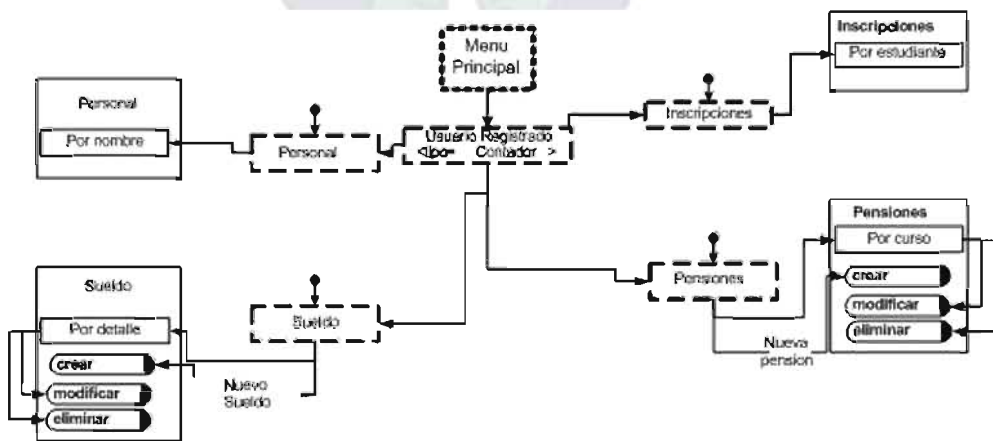 Menu
Principal
Inscripciones
Por estudiante
Personal
Por nombre
Personal
Usuario Registrado
<tipo= Contador >
Inscripciones
Pensiones
Por curso
crear
modificar
eliminar
Pensiones
Nueva
pension
Sueldo
Por detalle
crear
modificar
eliminar
Sueldo
Nuevo
Sueldo